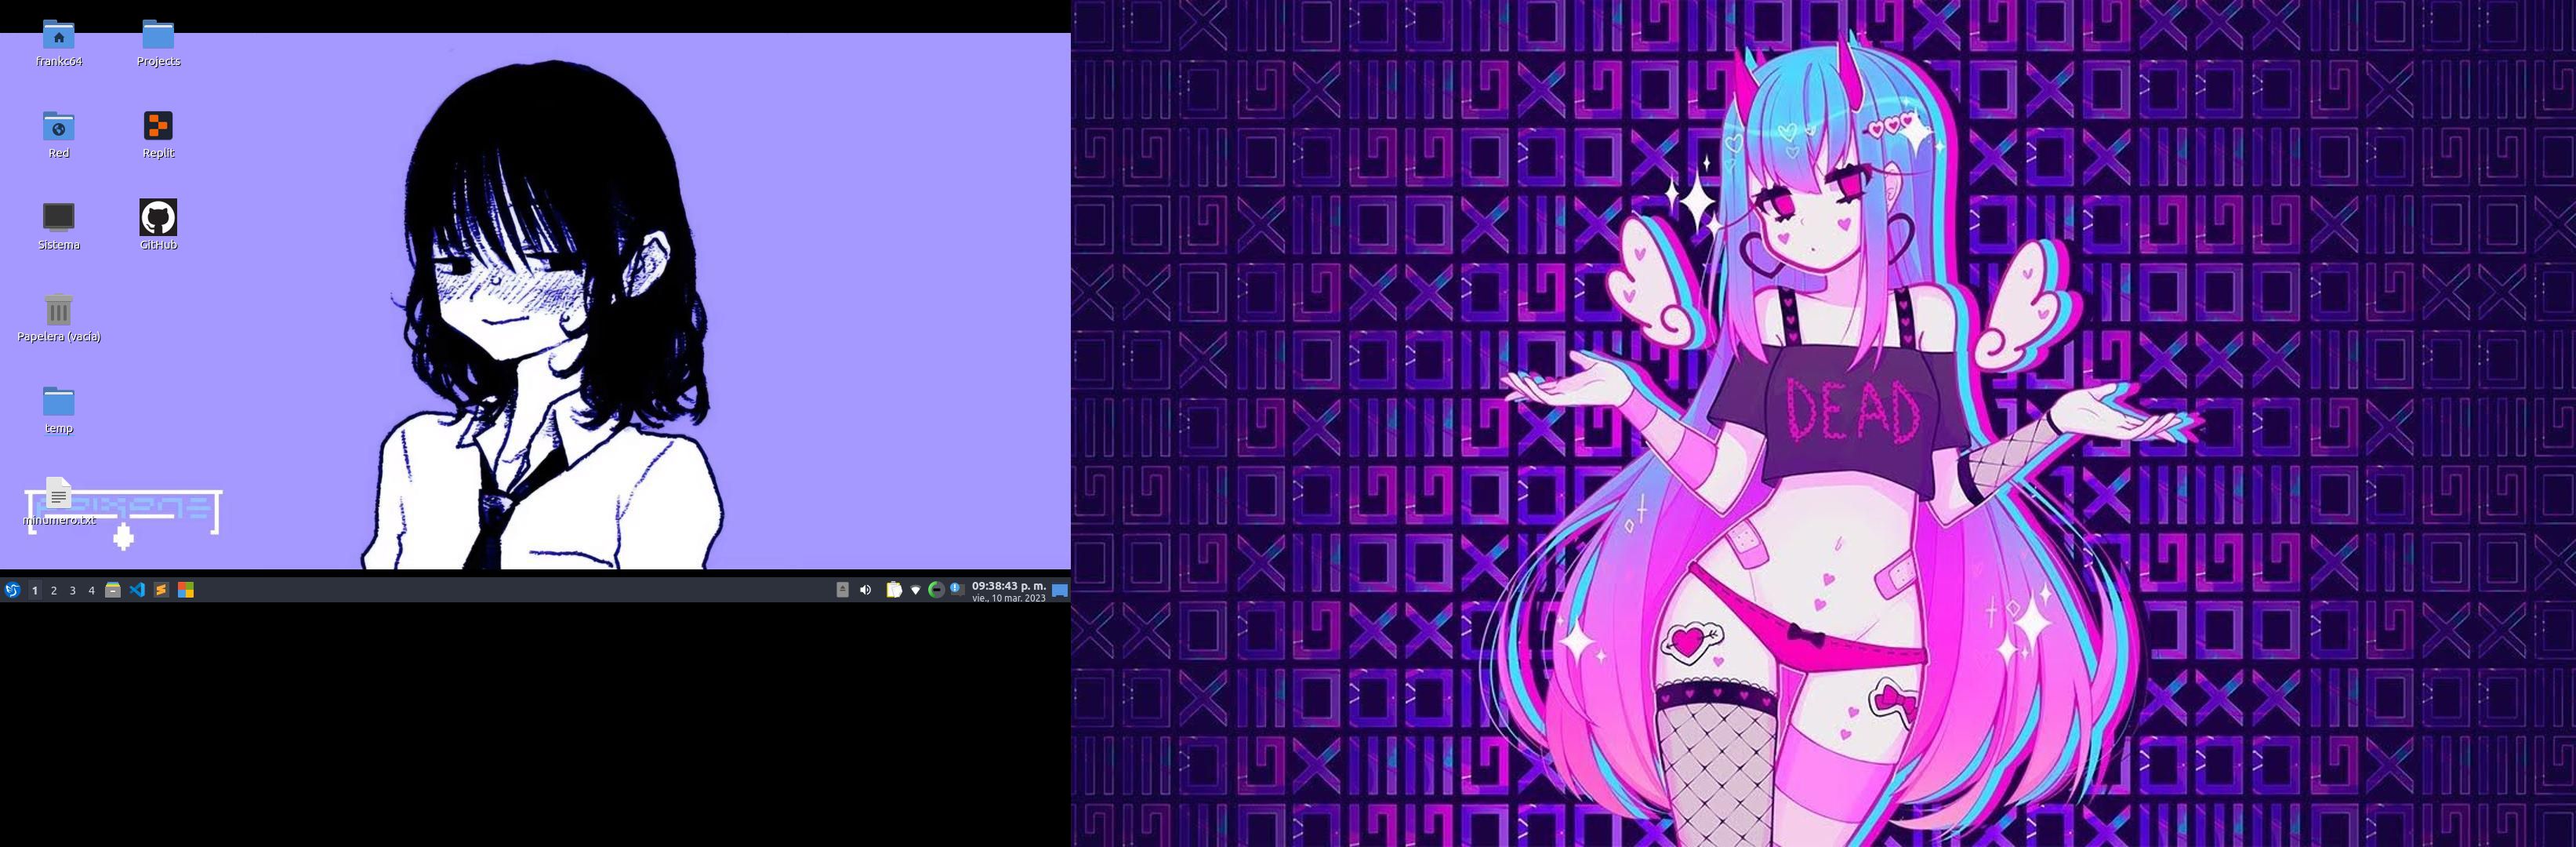 frankc64
Projects
Red
Replit
Sistema
GitHub
Papelera (vacía)
temp
minumero.txt
1 2 3 4
09:38:43 p. m.
vie., 10 mar. 2023
DEAD